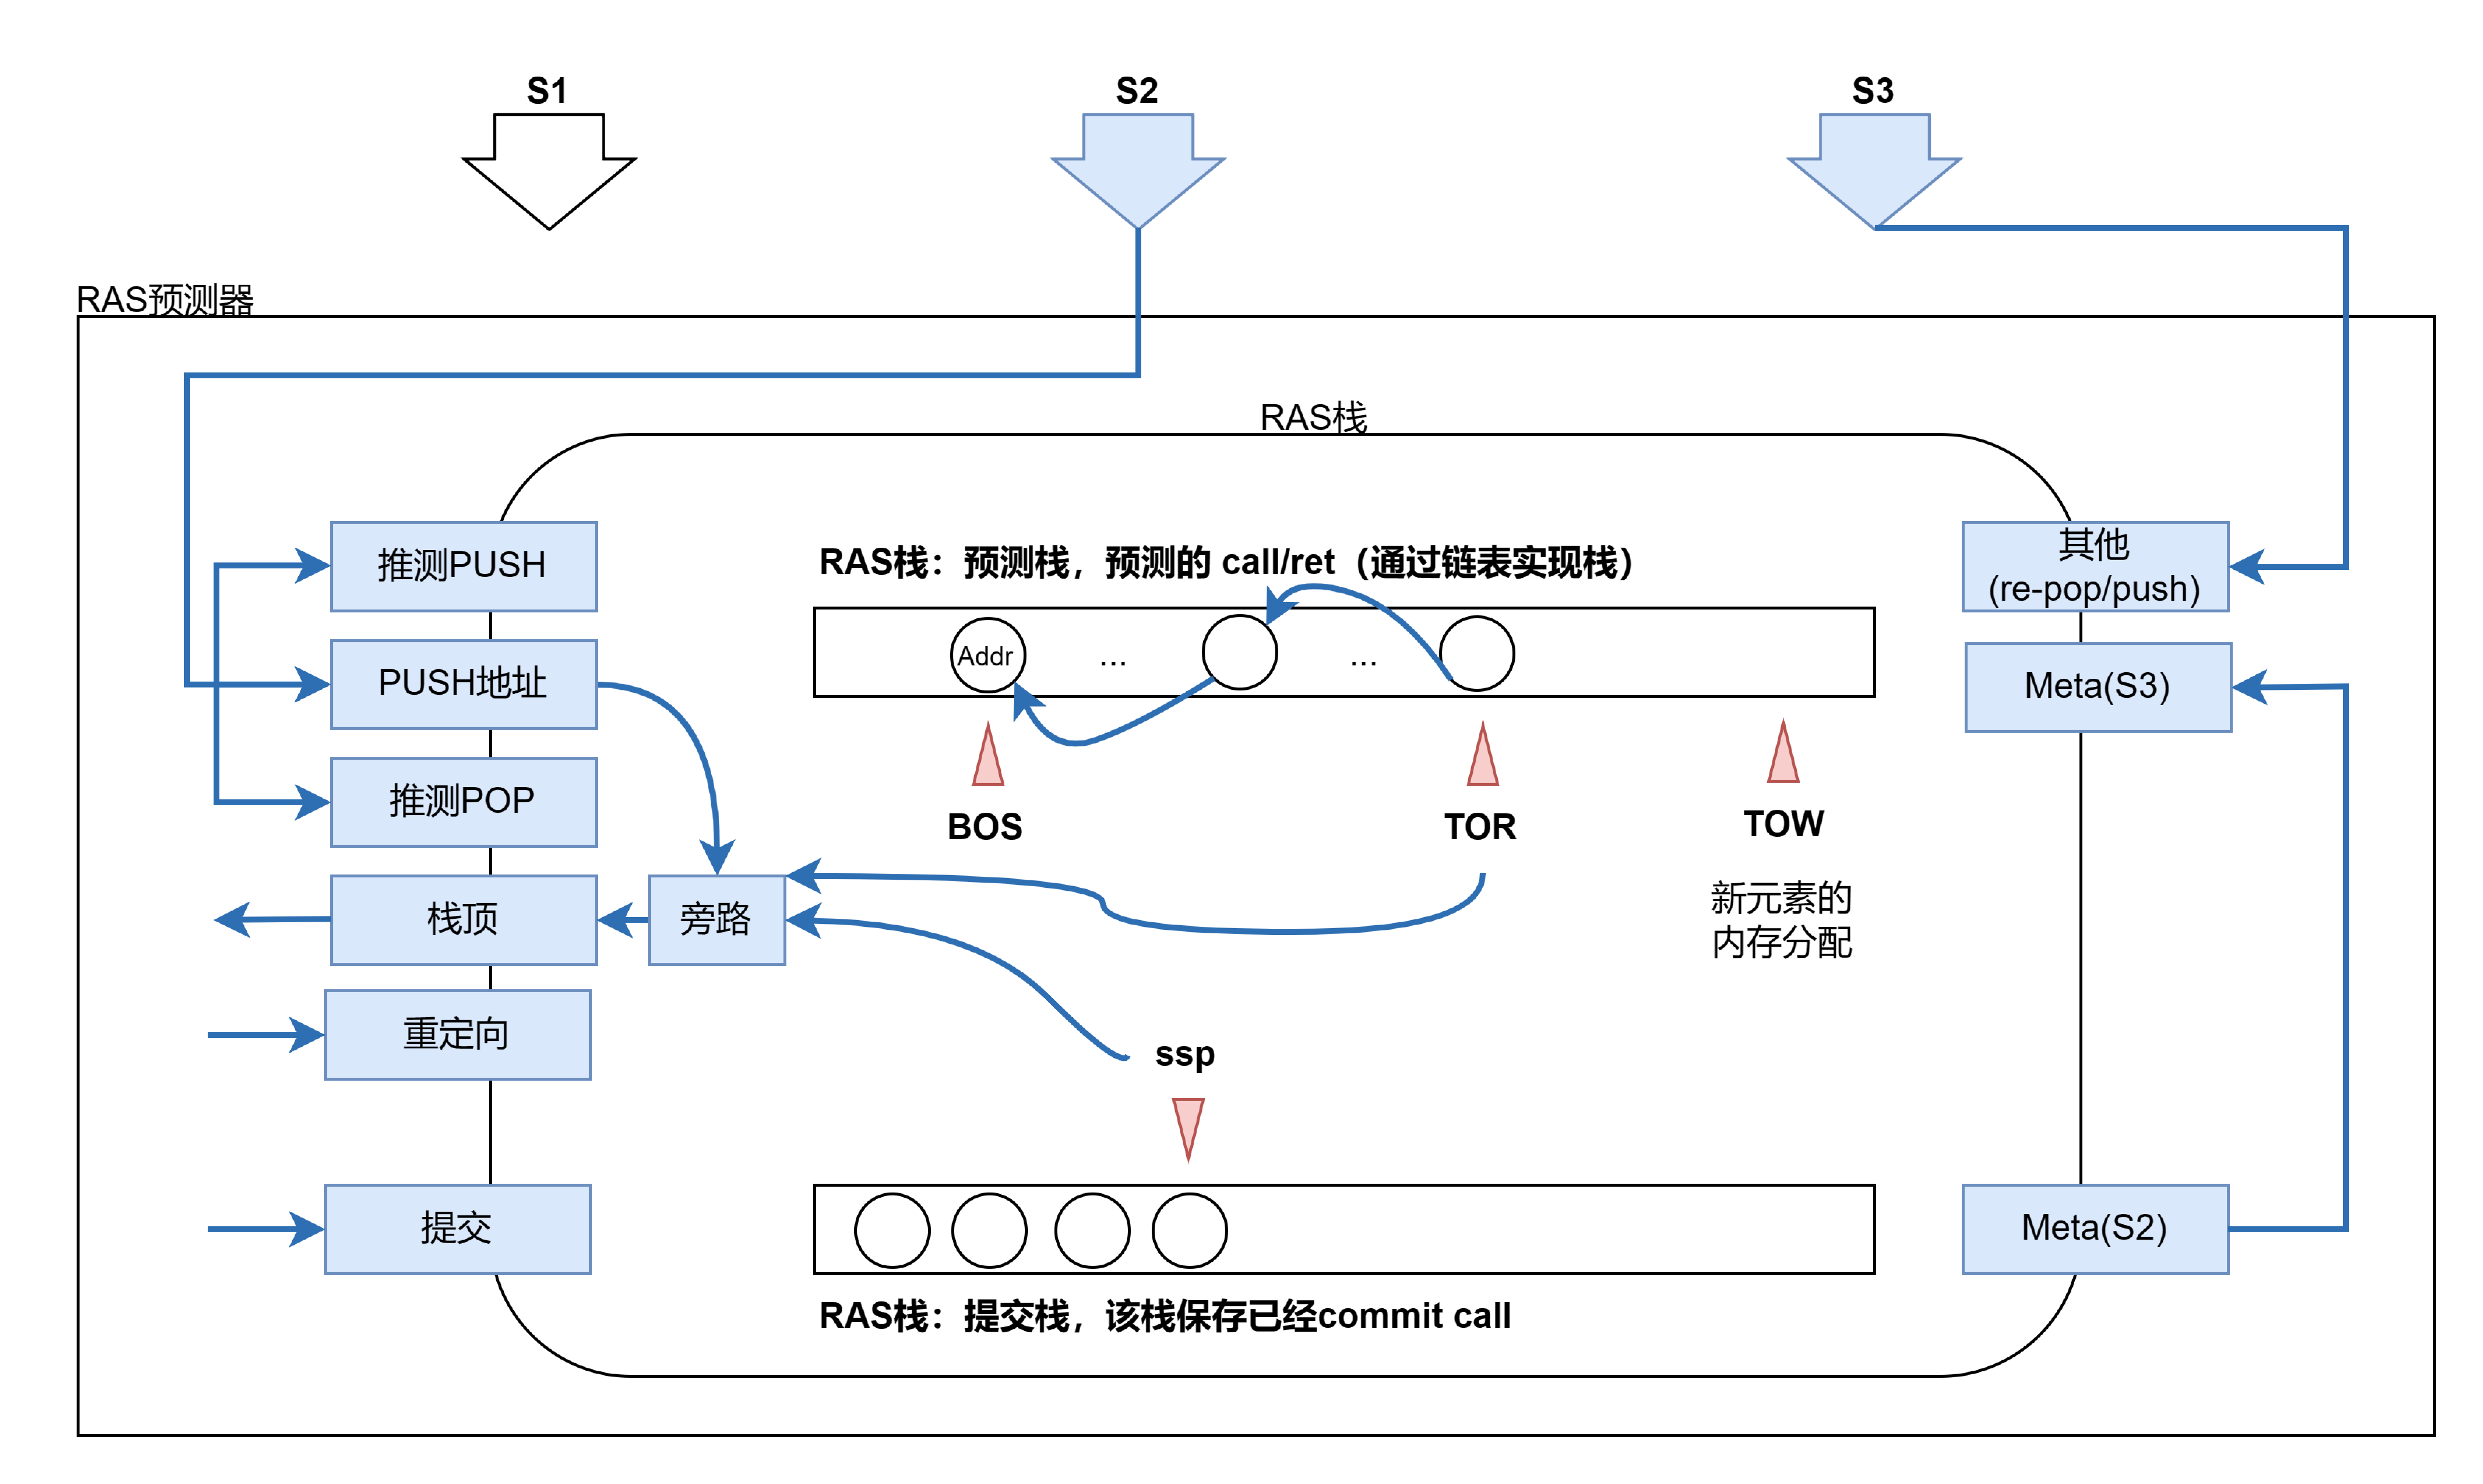 S1
S2
S3
RAS预测器
RAS栈
推测PUSH
RAS栈：预测栈，预测的 call/ret（通过链表实现栈）
其他
(re-pop/push)
Addr
...
...
PUSH地址
Meta(S3)
推测POP
BOS
TOR
TOW
栈顶
旁路
新元素的
内存分配
重定向
ssp
提交
Meta(S2)
RAS栈：提交栈，该栈保存已经commit call